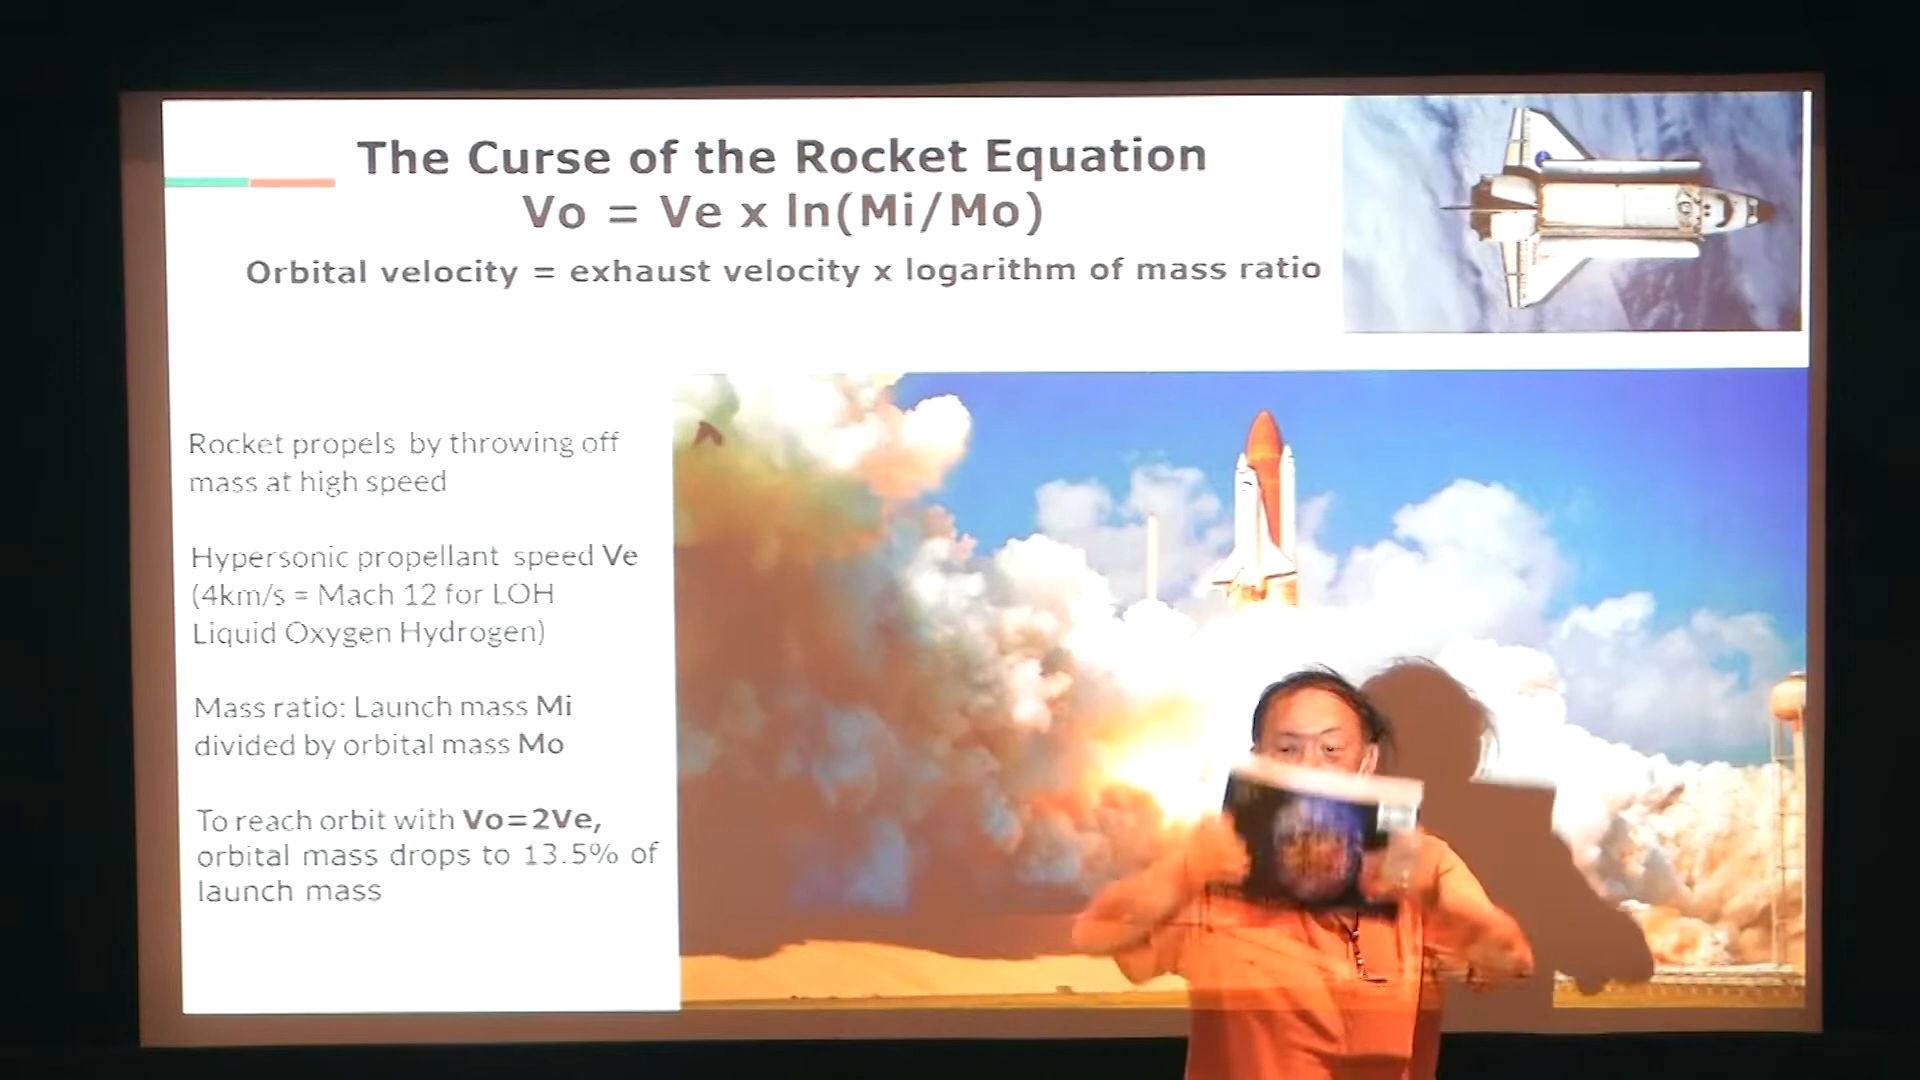 The Curse of the Rocket Equation
Vo = Ve x ln(Mi/Mo)
Orbital velocity = exhaust velocity x logarithm of mass ratio
Rocket propels by throwing off
mass at high speed
Hypersonic propellant speed Ve
(4km/s = Mach 12 for LOH
Liquid Oxygen Hydrogen)
Mass ratio: Launch mass Mi
divided by orbital mass Mo
To reach orbit with Vo=2Ve,
orbital mass drops to 13.5% of
launch mass